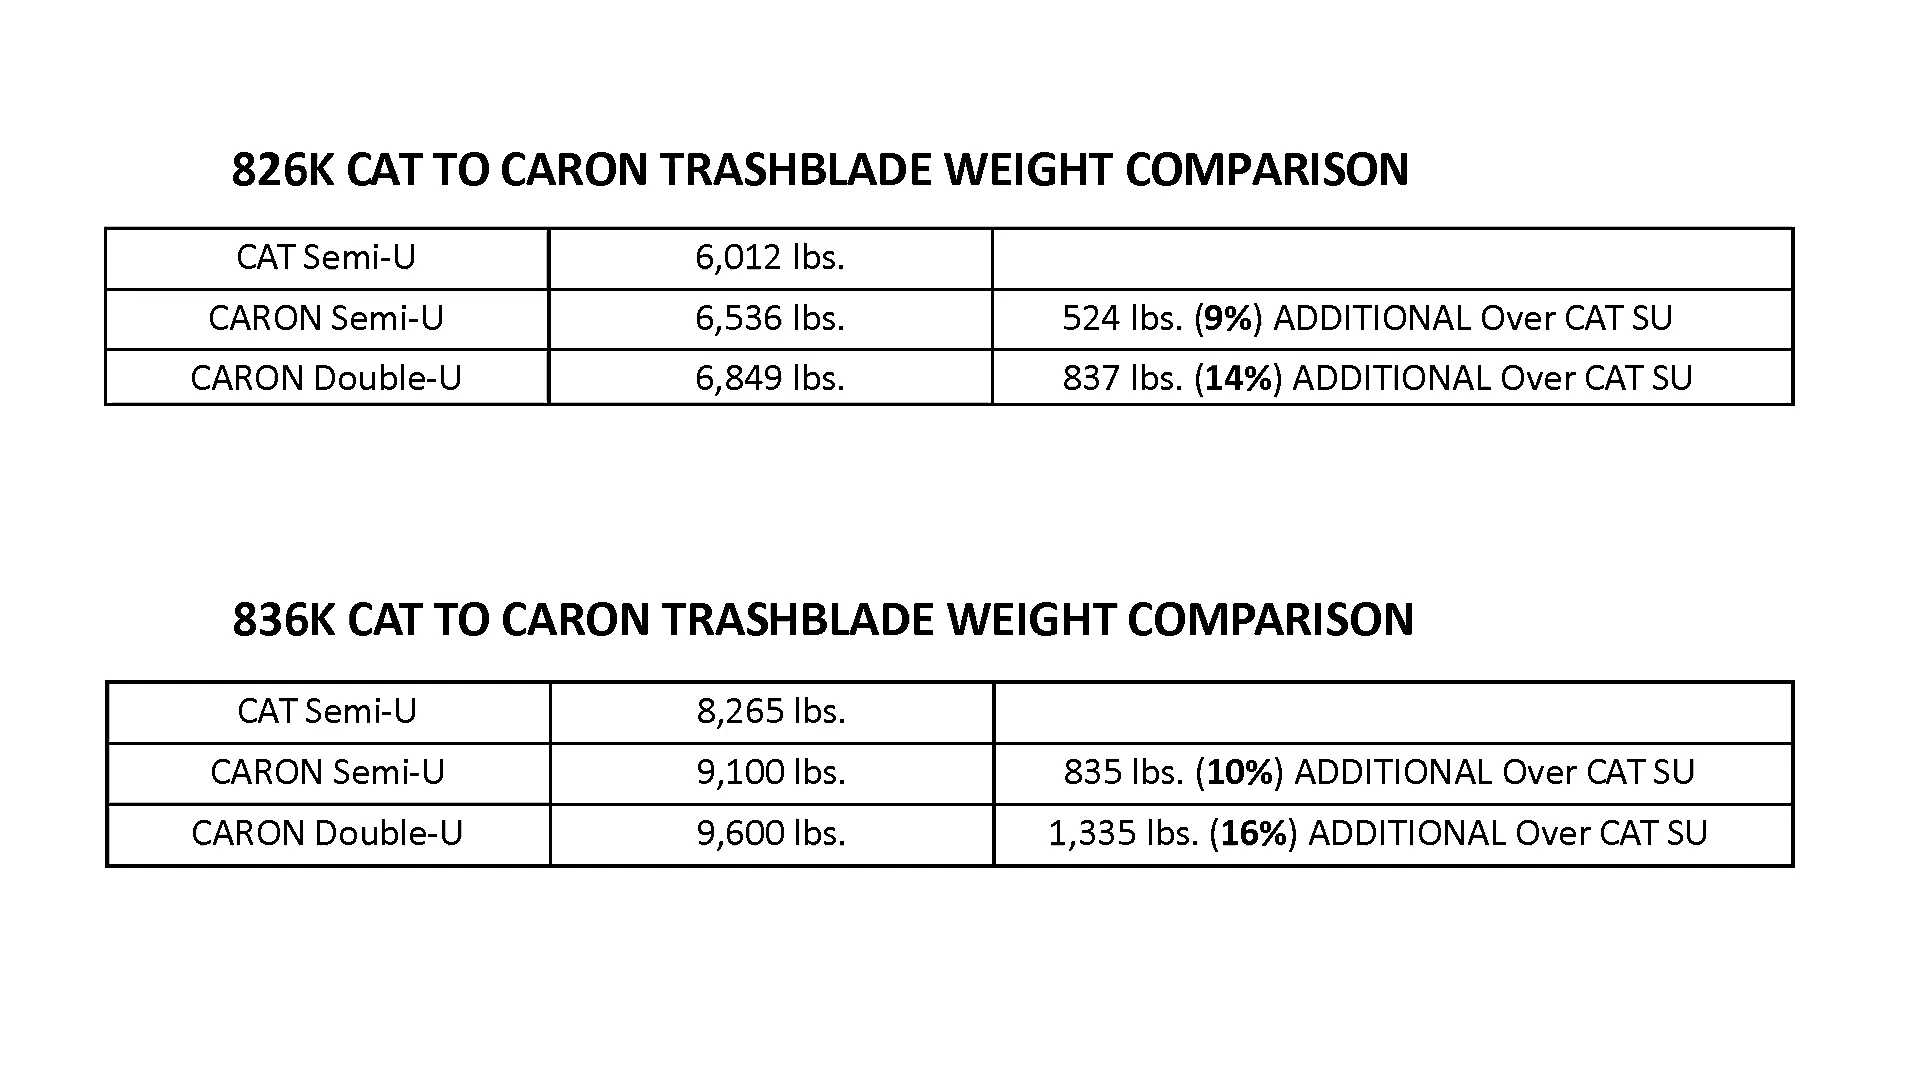 826K CAT TO CARON TRASHBLADE WEIGHT COMPARISON
CAT Semi-U 6,012 lbs.
CARON Semi-U 6,536 lbs. 524 lbs. (9%) ADDITIONAL Over CAT SU
CARON Double-U 6,849 lbs. 837 lbs. (14%) ADDITIONAL Over CAT SU
836K CAT TO CARON TRASHBLADE WEIGHT COMPARISON
CAT Semi-U 8,265 lbs.
CARON Semi-U 9,100 lbs. 835 lbs. (10%) ADDITIONAL Over CAT SU
CARON Double-U 9,600 lbs. 1,335 lbs. (16%) ADDITIONAL Over CAT SU